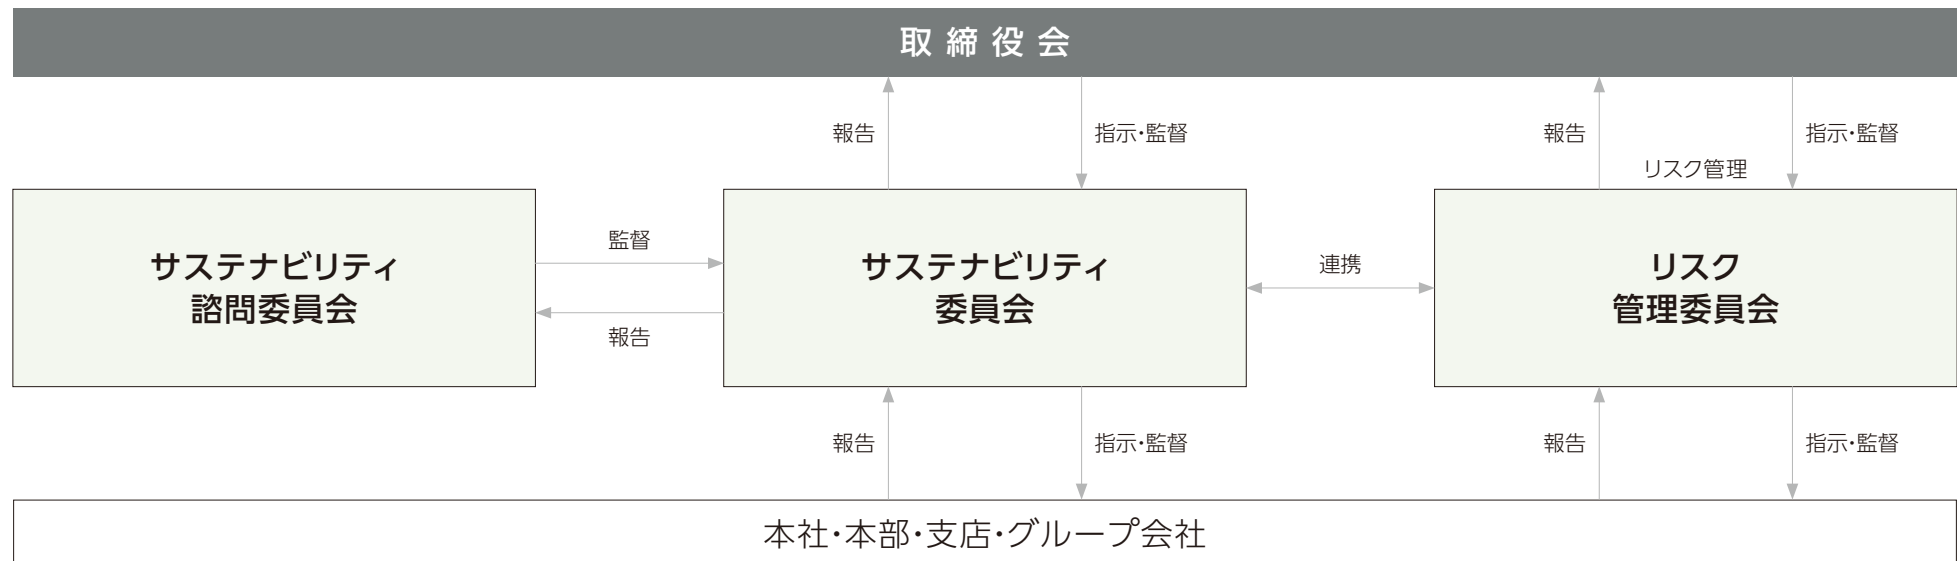 取締役会
報告
指示・監督
報告
指示・監督
リスク管理
サステナビリティ
諮問委員会
監督
報告
サステナビリティ
委員会
連携
リスク
管理委員会
報告
指示・監督
報告
指示・監督
本社・本部・支店・グループ会社